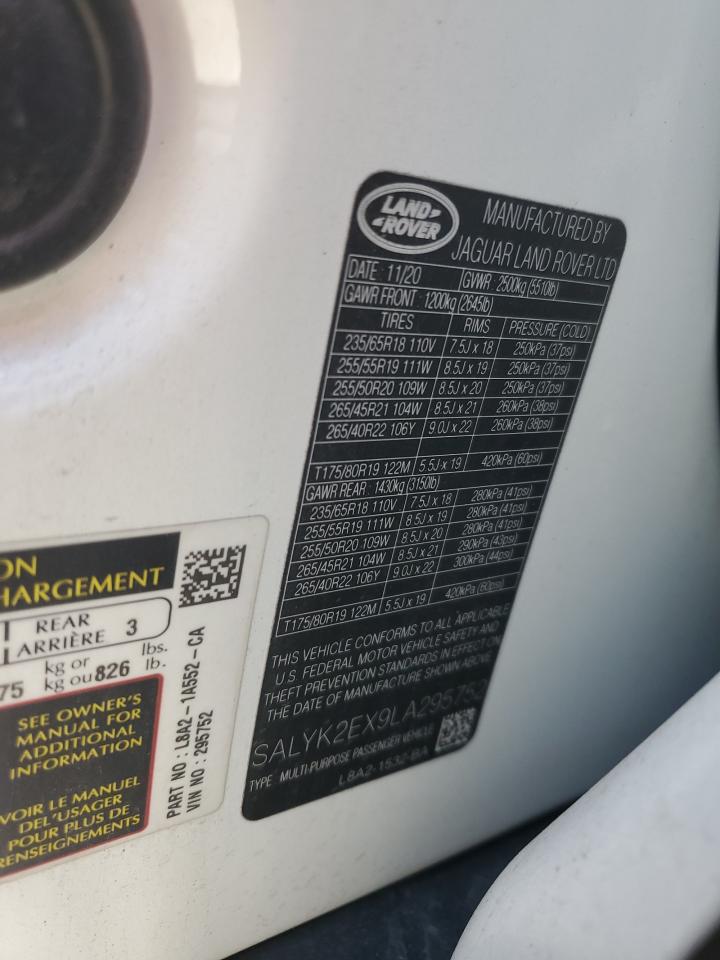 LAND ROVER
MANUFACTURED BY
JAGUAR LAND ROVER LTD
DATE : 11/20 GVWR : 2500kg (5510lb)
GAWR FRONT : 1200kg (2645lb)
TIRES RIMS PRESSURE (COLD)
235/65R18 110V 7.5J x 18 250kPa (37psi)
255/55R19 111W 8.5J x 19 250kPa (37psi)
255/50R20 109W 8.5J x 20 250kPa (37psi)
265/45R21 104W 8.5J x 21 260kPa (38psi)
265/40R22 106Y 9.0J x 22 260kPa (38psi)
T175/80R19 122M 5.5J x 19 420kPa (60psi)
GAWR REAR : 1430kg (3150lb)
235/65R18 110V 7.5J x 18 280kPa (41psi)
255/55R19 111W 8.5J x 19 280kPa (41psi)
255/50R20 109W 8.5J x 20 280kPa (41psi)
265/45R21 104W 8.5J x 21 290kPa (43psi)
265/40R22 106Y 9.0J x 22 300kPa (44psi)
T175/80R19 122M 5.5J x 19 420kPa (60psi)
THIS VEHICLE CONFORMS TO ALL APPLICABLE
U.S. FEDERAL MOTOR VEHICLE SAFETY AND
THEFT PREVENTION STANDARDS IN EFFECT ON
THE DATE OF MANUFACTURE SHOWN ABOVE
SALYK2EX9LA295752
TYPE : MULTI-PURPOSE PASSENGER VEHICLE
L8A2-1532-BA
ON
HARGEMENT
REAR
ARRIÈRE 3
75 kg or
kg ou 826 lbs.
lb.
SEE OWNER'S
MANUAL FOR
ADDITIONAL
INFORMATION
VOIR LE MANUEL
DEL'USAGER
POUR PLUS DE
RENSEIGNEMENTS
PART NO : L8A2-1A552-CA
VIN NO : 295752